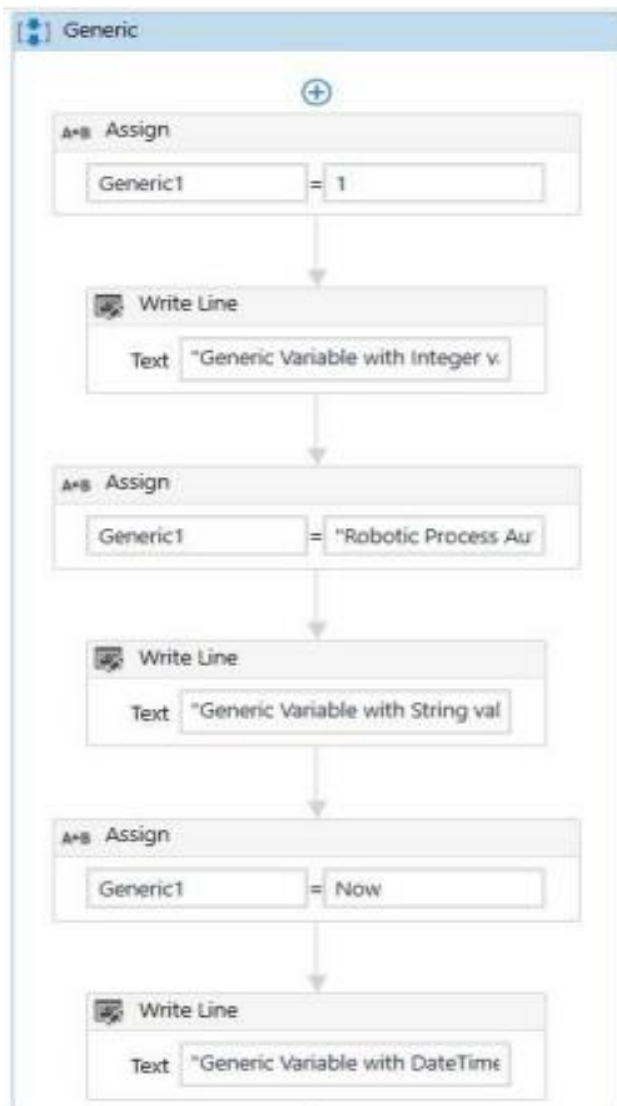 Generic
A+B Assign
Generic1 = 1
Write Line
Text "Generic Variable with Integer v
A+B Assign
Generic1 = "Robotic Process Au
Write Line
Text "Generic Variable with String val
A+B Assign
Generic1 = Now
Write Line
Text "Generic Variable with DateTime